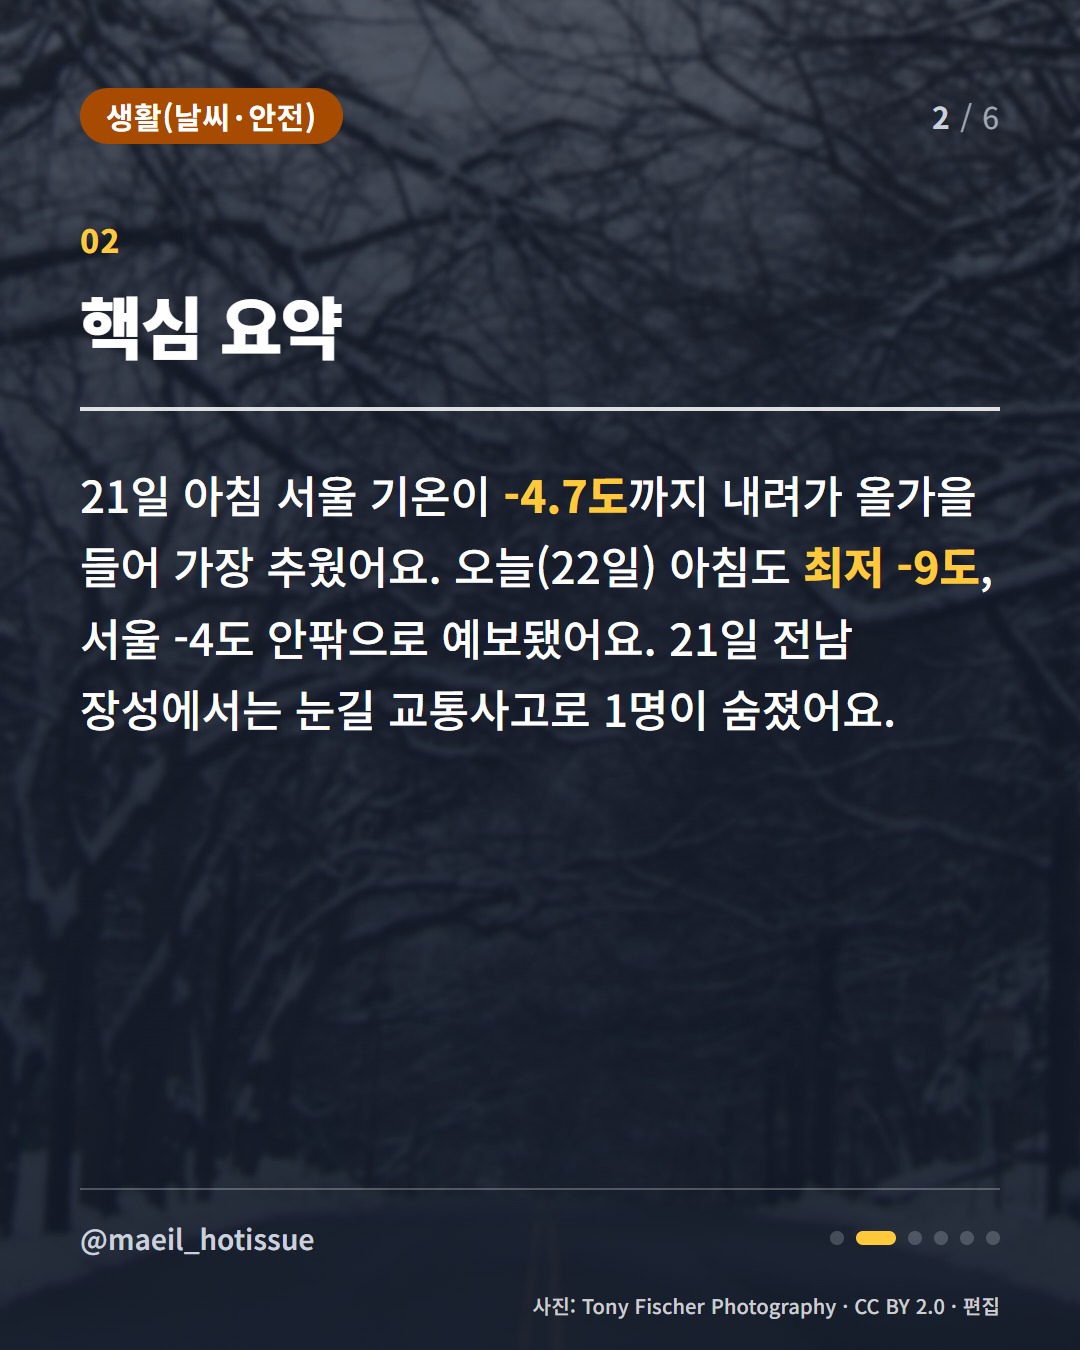 생활(날씨·안전)
2 / 6
02
핵심 요약
21일 아침 서울 기온이 -4.7도까지 내려가 올가을
들어 가장 추웠어요. 오늘(22일) 아침도 최저 -9도,
서울 -4도 안팎으로 예보됐어요. 21일 전남
장성에서는 눈길 교통사고로 1명이 숨졌어요.
@maeil_hotissue
사진: Tony Fischer Photography · CC BY 2.0 · 편집